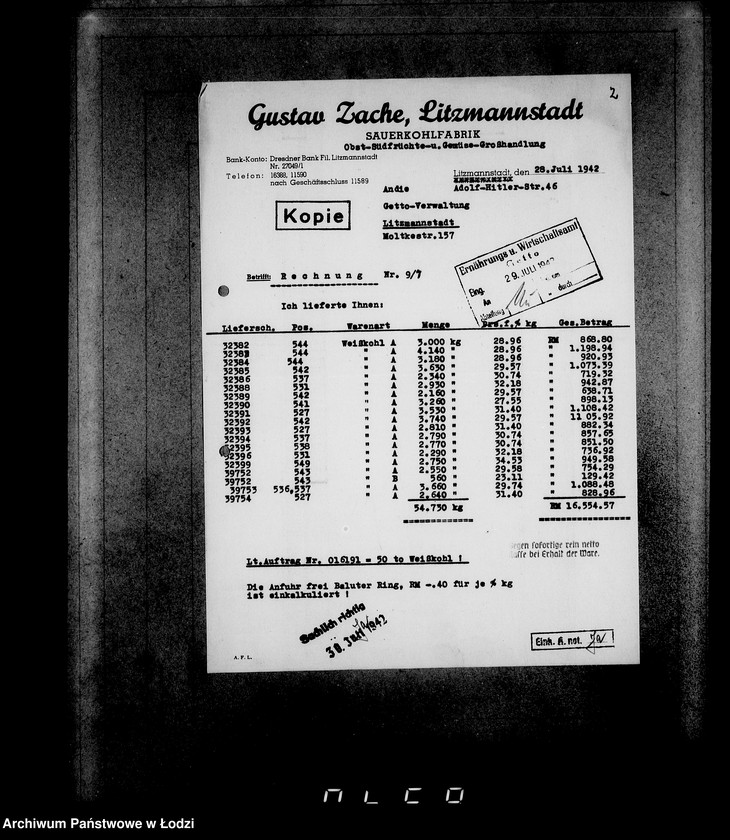 2
Gustav Zache, Litzmannstadt
SAUERKOHLFABRIK
Obst-Südfrüchte-u. Gemüse-Großhandlung
Bank-Konto: Dresdner Bank Fil. Litzmannstadt
Nr. 27049/1
Telefon: 16388, 11590
nach Geschäftsschluss 11589
Litzmannstadt, den 28.Juli 1942
Adolf-Hitler-Str.46
Kopie
Andie
Getto-Verwaltung
Litzmannstadt
Moltkestr.157
Ernährungs u. Wirtschaftsamt
Getto
29. JULI 1942
Eing.
An
durch
Betrifft: Rechnung Nr. 9/7
Ich lieferte Ihnen:
Liefersch. Pos. Warenart Menge Prs.f.% kg Ges.Betrag
32382 544 Weißkohl A 3.000 kg 28.96 RM 868.80
32383 544 " A 4.140 " 28.96 " 1.198.94
32384 544 " A 3.180 " 28.96 " 920.93
32385 542 " A 3.630 " 29.57 " 1.073.39
32386 537 " A 2.340 " 30.74 " 719.32
32388 531 " A 2.930 " 32.18 " 942.87
32389 542 " A 2.160 " 29.57 " 638.71
32390 541 " A 3.260 " 27.55 " 898.13
32391 527 " A 3.530 " 31.40 " 1.108.42
32392 542 " A 3.740 " 29.57 " 11 05.92
32393 527 " A 2.810 " 31.40 " 882.34
32394 537 " A 2.790 " 30.74 " 857.65
32395 538 " A 2.770 " 30.74 " 851.50
32396 531 " A 2.290 " 32.18 " 736.92
32399 549 " A 2.750 " 34.53 " 949.58
39752 543 " A 2.550 " 29.58 " 754.29
39752 543 " B 560 " 23.11 " 129.42
39753 536,537 " A 3.660 " 29.74 " 1.088.48
39754 527 " A 2.640 " 31.40 " 828.96
54.730 kg RM 16.554.57
gen sofortige rein netto
asse bei Erhalt der Ware.
Lt.Auftrag Nr. 016191 = 50 to Weißkohl !
Die Anfuhr frei Baluter Ring, RM -.40 für je % kg
ist einkalkuliert !
Sachlich richtig
30. Juli 1942
Eink. A. not.
A. F. L.
MLCO
Archiwum Państwowe w Łodzi